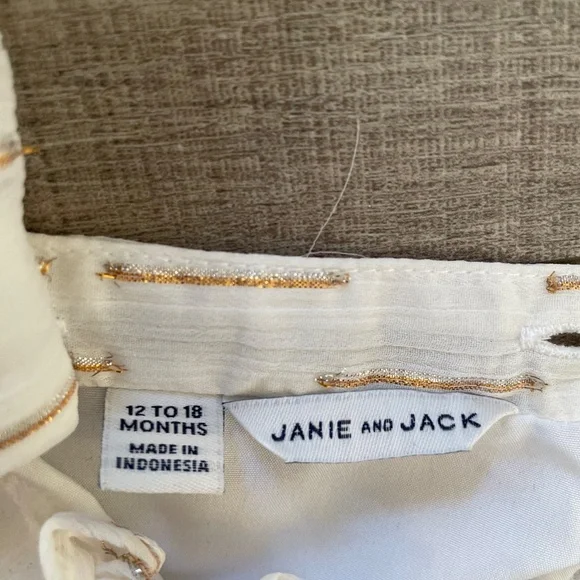 12 TO 18
MONTHS
MADE IN
INDONESIA
JANIE AND JACK